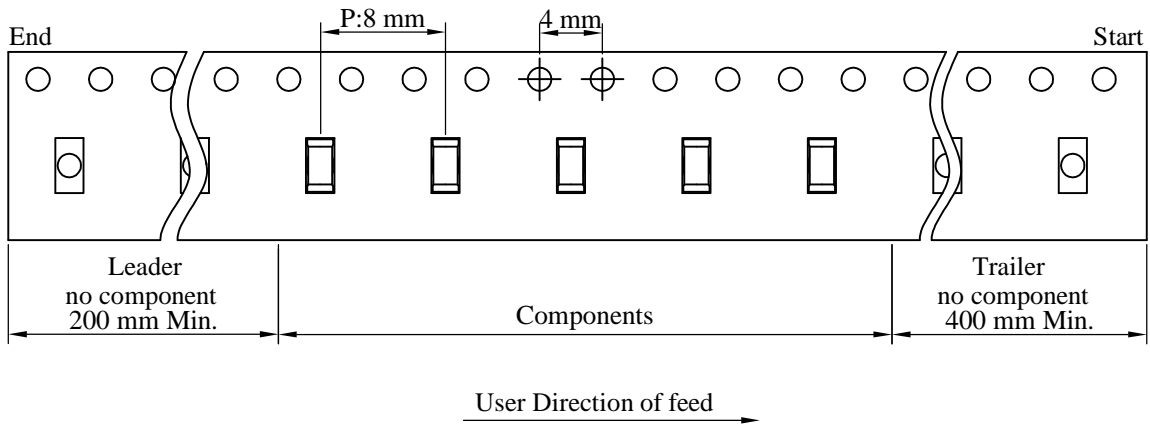 P:8 mm
4 mm
End
Start
Leader
no component
200 mm Min.
Components
Trailer
no component
400 mm Min.
User Direction of feed